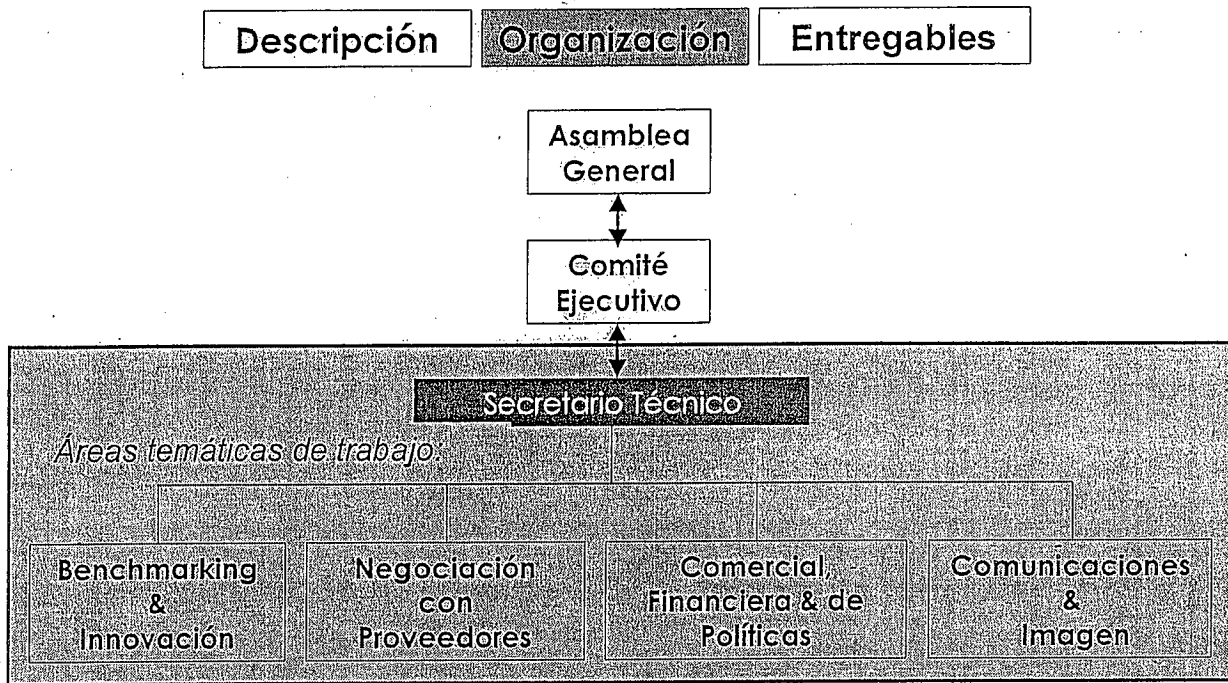 Descripción Organización Entregables
Asamblea
General
Comité
Ejecutivo
Secretario Técnico
Áreas temáticas de trabajo:
Benchmarking
&
Innovación
Negociación
con
Proveedores
Comercial,
Financiera & de
Políticas
Comunicaciones
&
Imagen